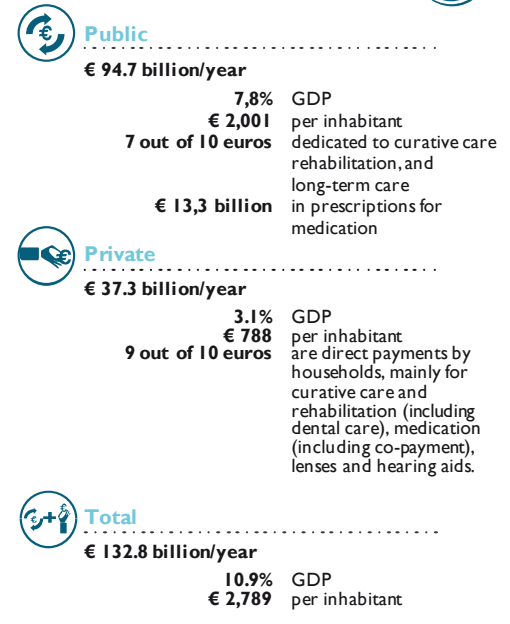 Public
€ 94.7 billion/year
7,8% GDP
€ 2,001 per inhabitant
7 out of 10 euros dedicated to curative care
rehabilitation, and
long-term care
€ 13,3 billion in prescriptions for
medication
Private
€ 37.3 billion/year
3.1% GDP
€ 788 per inhabitant
9 out of 10 euros are direct payments by
households, mainly for
curative care and
rehabilitation (including
dental care), medication
(including co-payment),
lenses and hearing aids.
Total
€ 132.8 billion/year
10.9% GDP
€ 2,789 per inhabitant